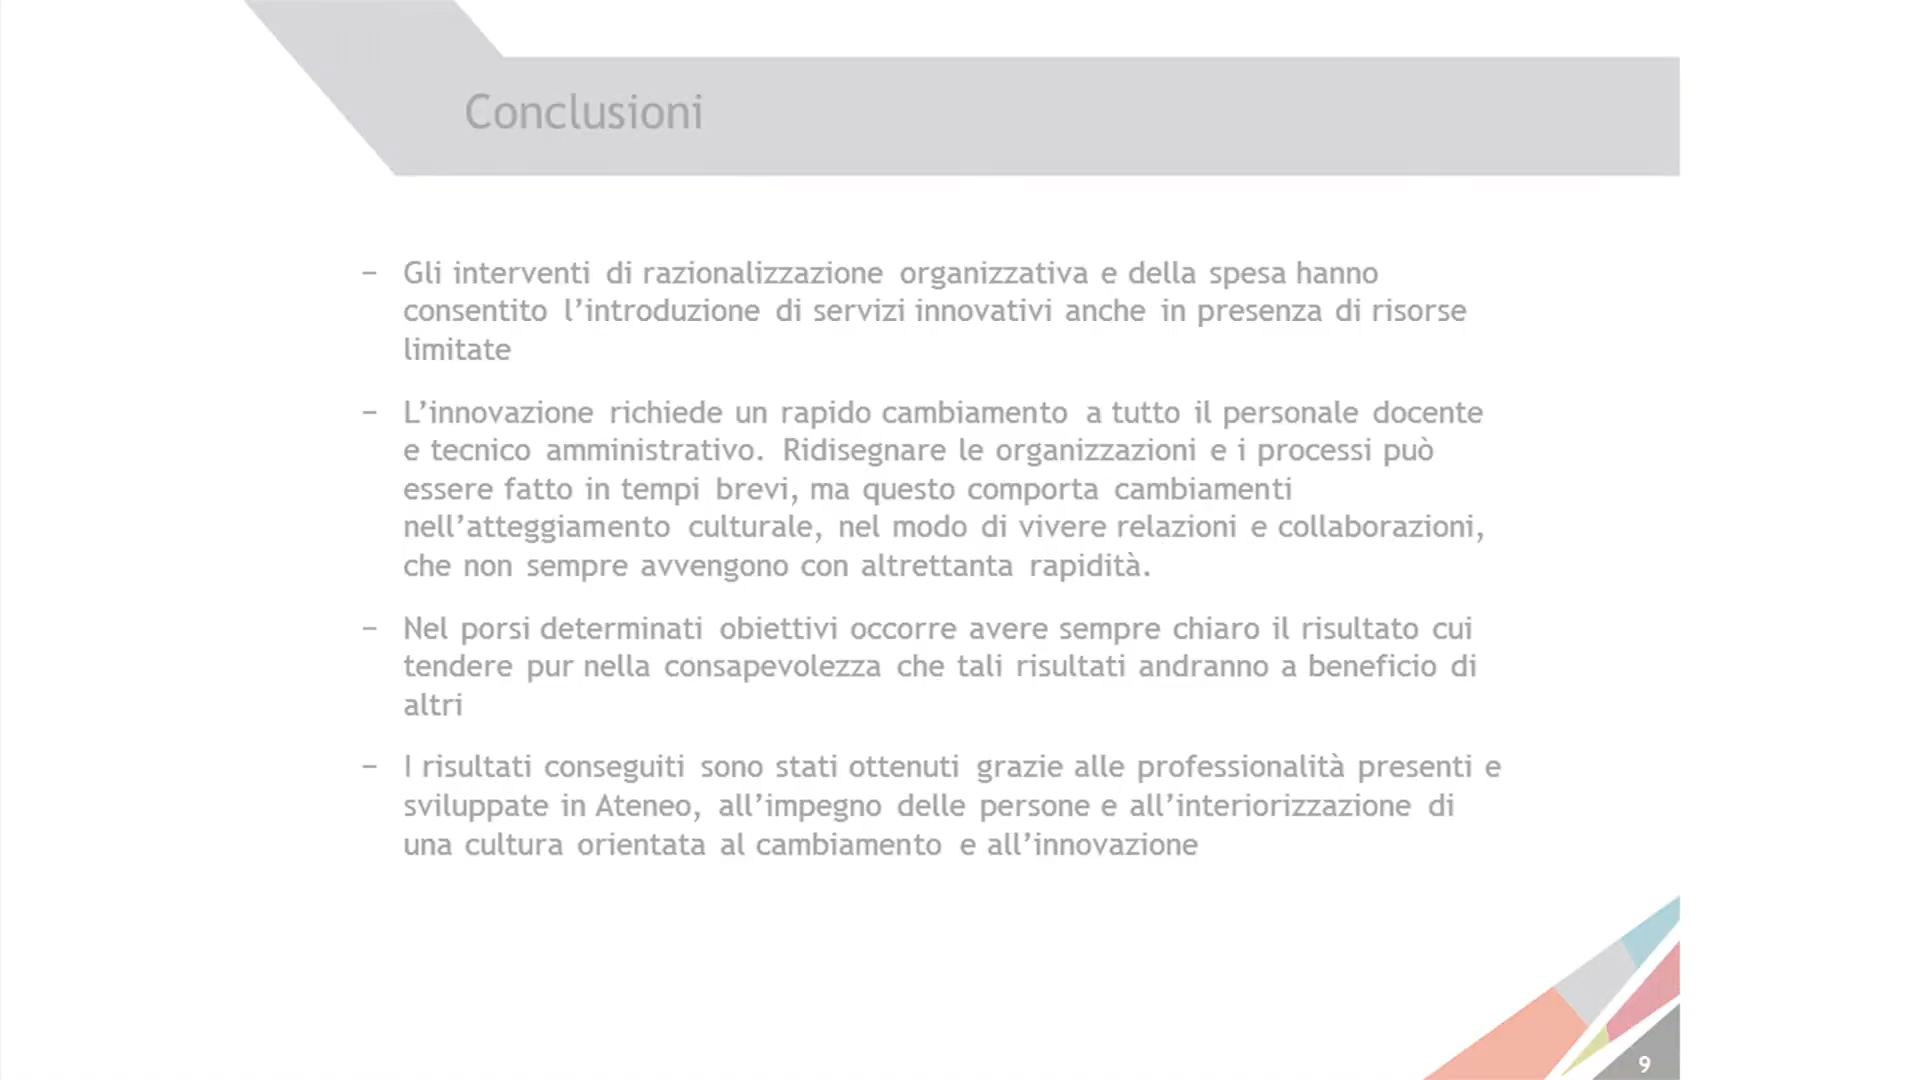 Conclusioni
− Gli interventi di razionalizzazione organizzativa e della spesa hanno
consentito l’introduzione di servizi innovativi anche in presenza di risorse
limitate
− L’innovazione richiede un rapido cambiamento a tutto il personale docente
e tecnico amministrativo. Ridisegnare le organizzazioni e i processi può
essere fatto in tempi brevi, ma questo comporta cambiamenti
nell’atteggiamento culturale, nel modo di vivere relazioni e collaborazioni,
che non sempre avvengono con altrettanta rapidità.
− Nel porsi determinati obiettivi occorre avere sempre chiaro il risultato cui
tendere pur nella consapevolezza che tali risultati andranno a beneficio di
altri
− I risultati conseguiti sono stati ottenuti grazie alle professionalità presenti e
sviluppate in Ateneo, all’impegno delle persone e all’interiorizzazione di
una cultura orientata al cambiamento e all’innovazione
9